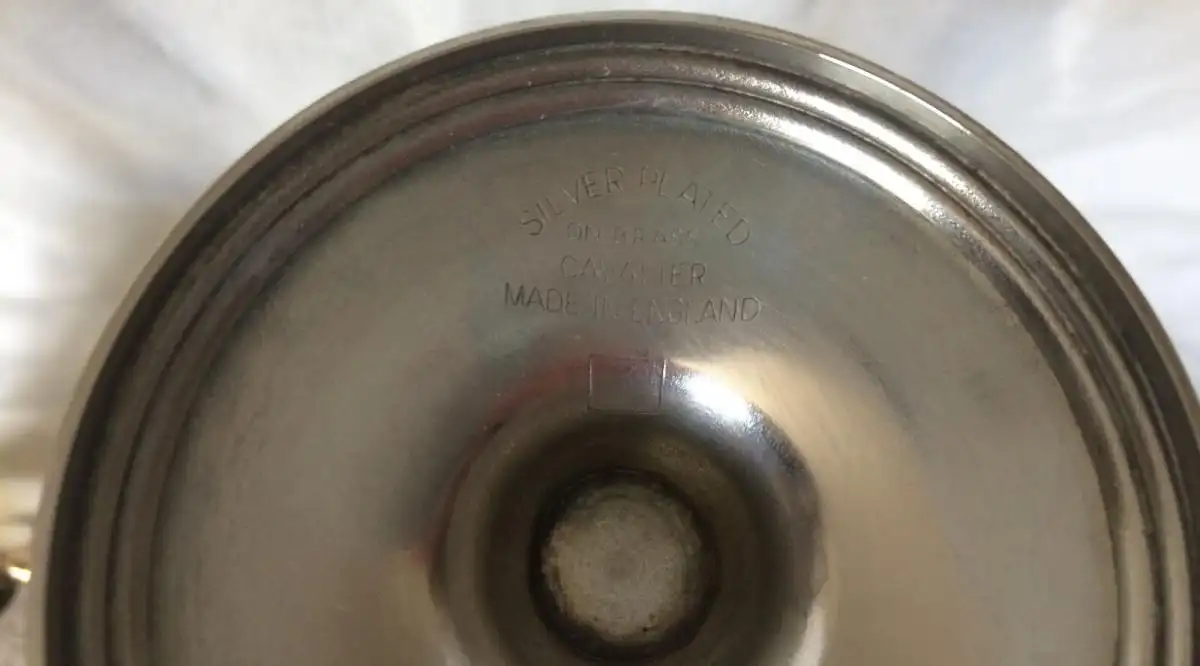 SILVER PLATED
ON BRASS
CAVALIER
MADE IN ENGLAND